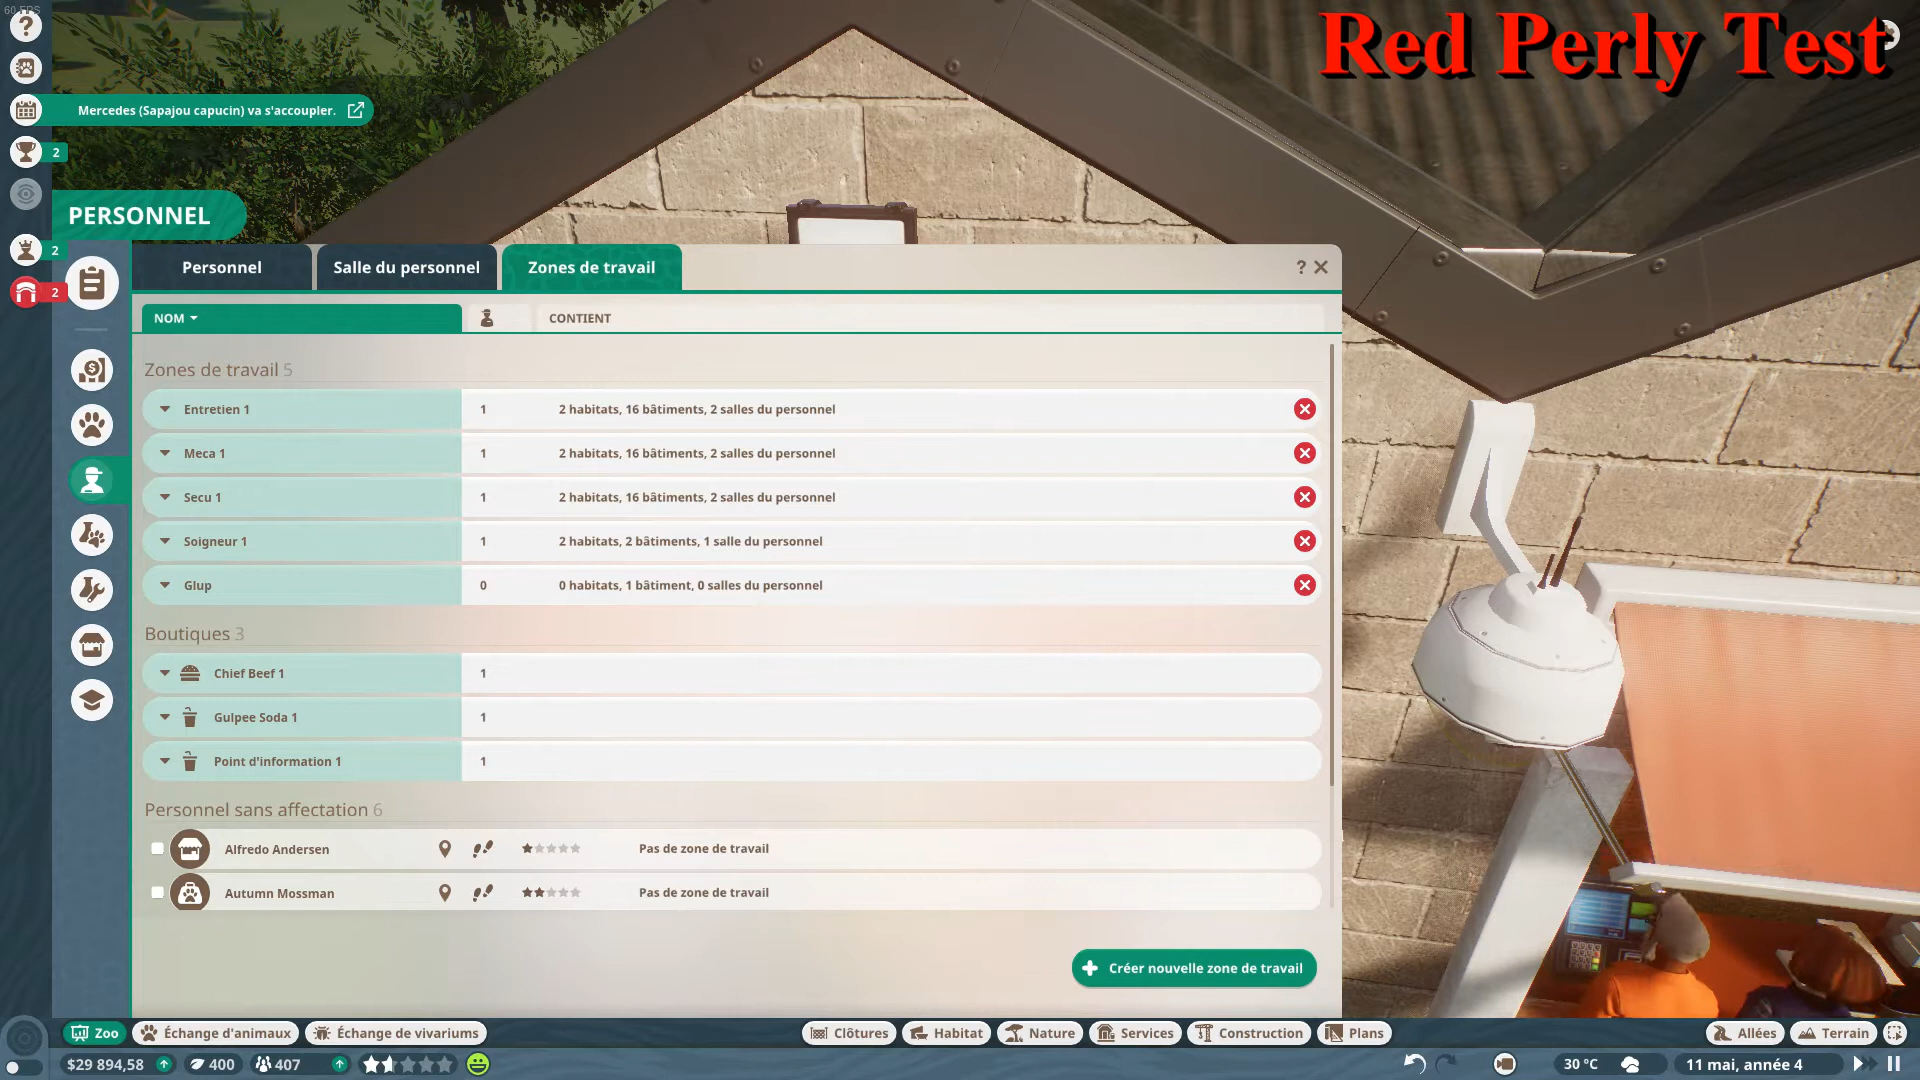 60 FPS
Red Perly Test
?
Mercedes (Sapajou capucin) va s'accoupler.
2
PERSONNEL
2
2
Personnel
Salle du personnel
Zones de travail
?
NOM
CONTIENT
Zones de travail 5
Entretien 1
1
2 habitats, 16 bâtiments, 2 salles du personnel
Meca 1
1
2 habitats, 16 bâtiments, 2 salles du personnel
Secu 1
1
2 habitats, 16 bâtiments, 2 salles du personnel
Soigneur 1
1
2 habitats, 2 bâtiments, 1 salle du personnel
Glup
0
0 habitats, 1 bâtiment, 0 salles du personnel
Boutiques 3
Chief Beef 1
1
Gulpee Soda 1
1
Point d'information 1
1
Personnel sans affectation 6
Alfredo Andersen
Pas de zone de travail
Autumn Mossman
Pas de zone de travail
Créer nouvelle zone de travail
Zoo
Échange d'animaux
Échange de vivariums
Clôtures
Habitat
Nature
Services
Construction
Plans
Allées
Terrain
$29 894,58
400
407
30 °C
11 mai, année 4